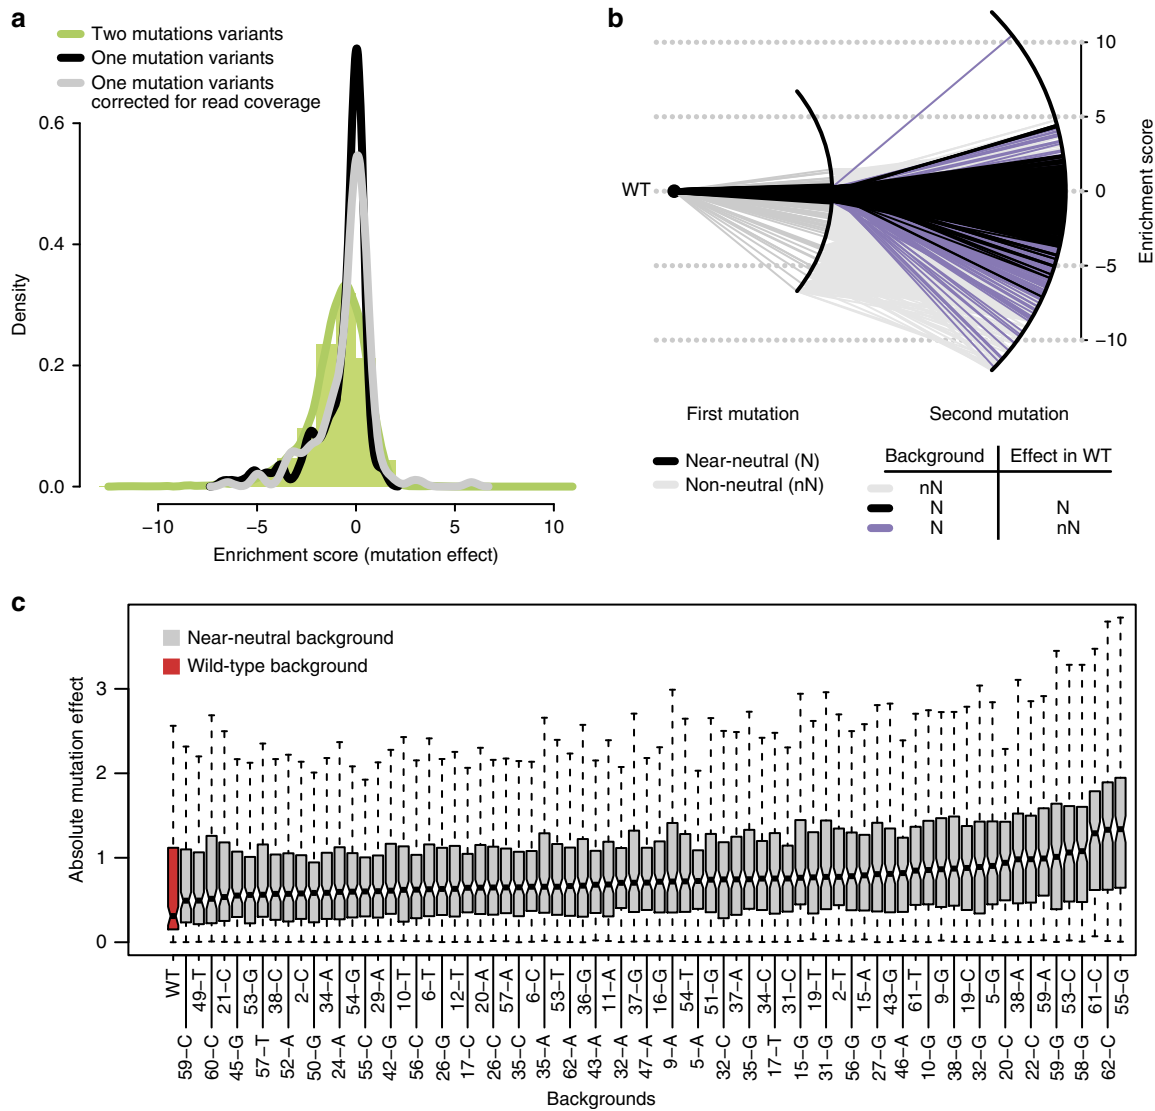 a
Two mutations variants
One mutation variants
One mutation variants
corrected for read coverage
0.6
0.4
0.2
0.0
Density
−10
−5
0
5
10
Enrichment score (mutation effect)
b
WT
10
5
0
−5
−10
Enrichment score
First mutation
Second mutation
Near-neutral (N)
Non-neutral (nN)
Background
Effect in WT
nN
N
N
N
nN
c
Near-neutral background
Wild-type background
Absolute mutation effect
3
2
1
0
WT
59−C
49−T
60−C
21−C
45−G
53−G
57−T
38−C
52−A
2−C
50−G
34−A
24−A
54−G
55−C
29−A
42−G
10−T
56−C
6−T
26−G
12−T
17−C
20−A
26−C
57−A
35−C
6−C
35−A
53−T
62−A
36−G
43−A
11−A
32−A
37−G
47−A
16−G
9−A
54−T
5−A
51−G
32−C
37−A
35−G
34−C
17−T
31−C
15−G
19−T
31−G
2−T
56−G
15−A
27−G
43−G
46−A
61−T
10−G
9−G
38−G
19−C
32−G
5−G
20−C
38−A
22−C
59−A
59−G
53−C
58−G
61−C
62−C
55−G
Backgrounds